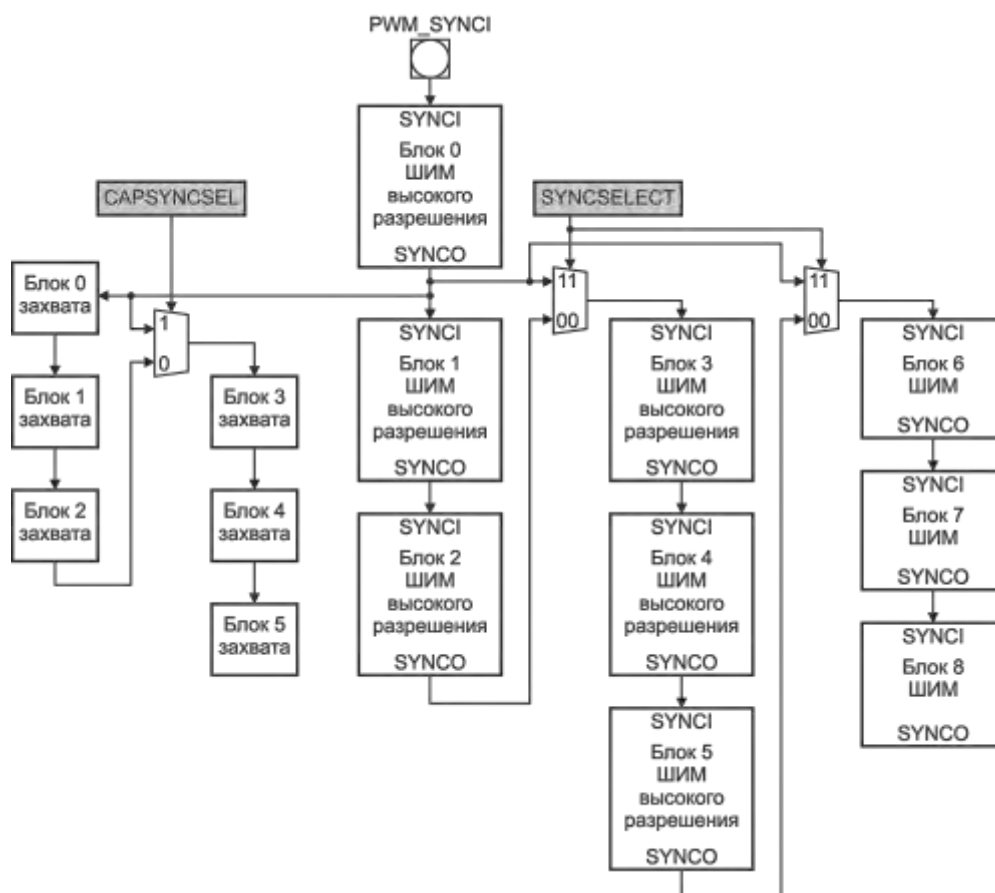 PWM_SYNCI
SYNCI
Блок 0
ШИМ
высокого
разрешения
SYNCO
CAPSYNCSEL
SYNCSELECT
Блок 0
захвата
1
0
Блок 1
захвата
Блок 2
захвата
Блок 3
захвата
Блок 4
захвата
Блок 5
захвата
SYNCI
Блок 1
ШИМ
высокого
разрешения
SYNCO
SYNCI
Блок 2
ШИМ
высокого
разрешения
SYNCO
11
00
SYNCI
Блок 3
ШИМ
высокого
разрешения
SYNCO
SYNCI
Блок 4
ШИМ
высокого
разрешения
SYNCO
SYNCI
Блок 5
ШИМ
высокого
разрешения
SYNCO
11
00
SYNCI
Блок 6
ШИМ
SYNCO
SYNCI
Блок 7
ШИМ
SYNCO
SYNCI
Блок 8
ШИМ
SYNCO